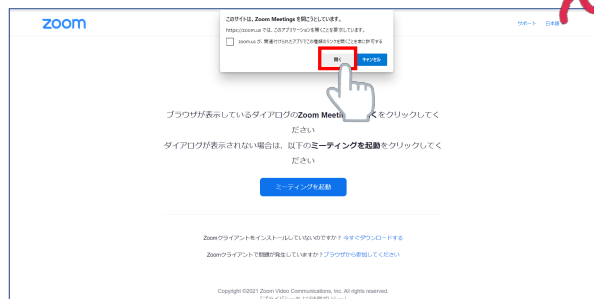 zoom
サポート 日本語
このサイトは、Zoom Meetings を開こうとしています。
https://zoom.us では、このアプリケーションを開くことを要求しています。
zoom.us が、関連付けられたアプリでこの種類のリンクを開くことを常に許可する
開く キャンセル
ブラウザが表示しているダイアログのZoom Meetin くをクリックしてく
ださい
ダイアログが表示されない場合は、以下のミーティングを起動をクリックしてく
ださい
ミーティングを起動
Zoomクライアントをインストールしていないのですか？ 今すぐダウンロードする
Zoomクライアントで問題が発生していますか？ブラウザから参加してください
Copyright ©2021 Zoom Video Communications, Inc. All rights reserved.